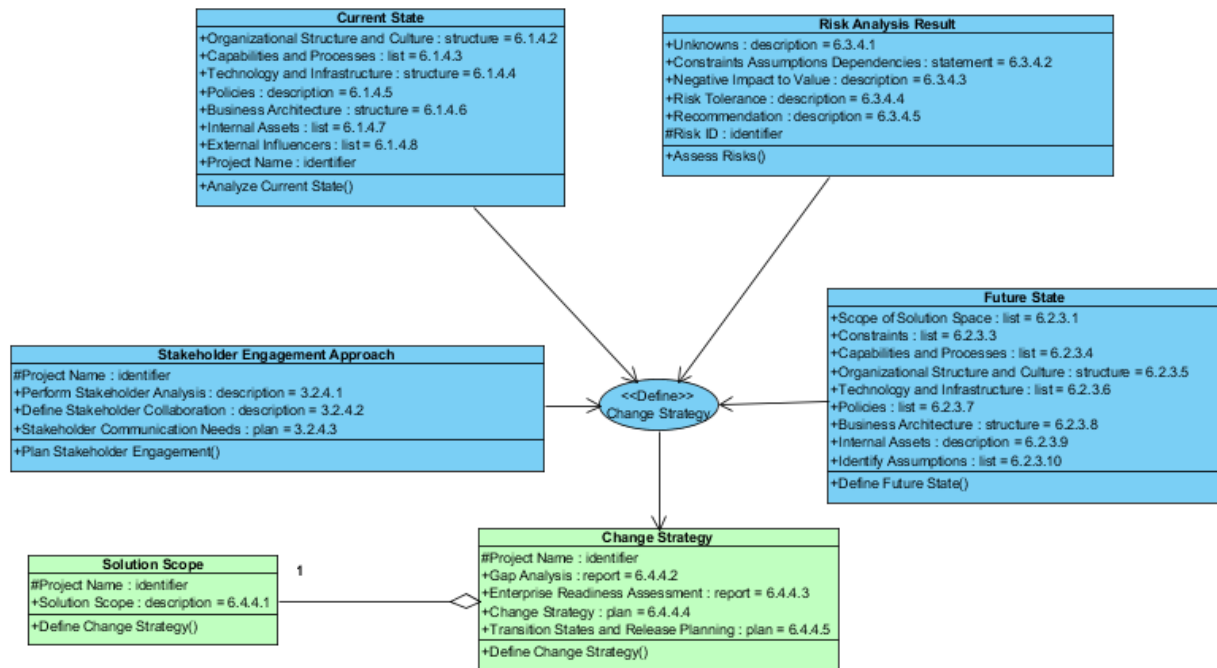 Current State
+Organizational Structure and Culture : structure = 6.1.4.2
+Capabilities and Processes : list = 6.1.4.3
+Technology and Infrastructure : structure = 6.1.4.4
+Policies : description = 6.1.4.5
+Business Architecture : structure = 6.1.4.6
+Internal Assets : list = 6.1.4.7
+External Influencers : list = 6.1.4.8
+Project Name : identifier
+Analyze Current State()
Risk Analysis Result
+Unknowns : description = 6.3.4.1
+Constraints Assumptions Dependencies : statement = 6.3.4.2
+Negative Impact to Value : description = 6.3.4.3
+Risk Tolerance : description = 6.3.4.4
+Recommendation : description = 6.3.4.5
#Risk ID : identifier
+Assess Risks()
Future State
+Scope of Solution Space : list = 6.2.3.1
+Constraints : list = 6.2.3.3
+Capabilities and Processes : list = 6.2.3.4
+Organizational Structure and Culture : structure = 6.2.3.5
+Technology and Infrastructure : list = 6.2.3.6
+Policies : list = 6.2.3.7
+Business Architecture : structure = 6.2.3.8
+Internal Assets : description = 6.2.3.9
+Identify Assumptions : list = 6.2.3.10
+Define Future State()
Stakeholder Engagement Approach
#Project Name : identifier
+Perform Stakeholder Analysis : description = 3.2.4.1
+Define Stakeholder Collaboration : description = 3.2.4.2
+Stakeholder Communication Needs : plan = 3.2.4.3
+Plan Stakeholder Engagement()
<<Define>>
Change Strategy
Solution Scope
#Project Name : identifier
+Solution Scope : description = 6.4.4.1
+Define Change Strategy()
1
Change Strategy
#Project Name : identifier
+Gap Analysis : report = 6.4.4.2
+Enterprise Readiness Assessment : report = 6.4.4.3
+Change Strategy : plan = 6.4.4.4
+Transition States and Release Planning : plan = 6.4.4.5
+Define Change Strategy()